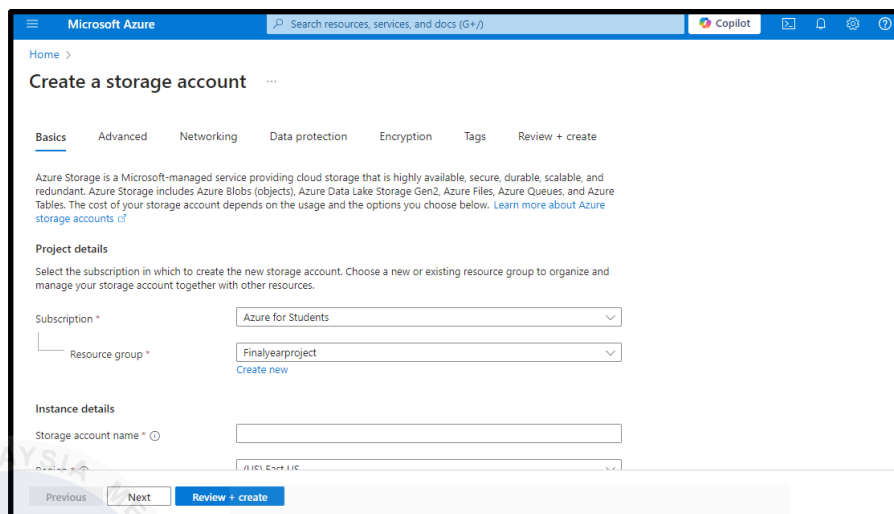 Microsoft Azure
Search resources, services, and docs (G+/)
Copilot
Home >
Create a storage account ...
Basics Advanced Networking Data protection Encryption Tags Review + create
Azure Storage is a Microsoft-managed service providing cloud storage that is highly available, secure, durable, scalable, and
redundant. Azure Storage includes Azure Blobs (objects), Azure Data Lake Storage Gen2, Azure Files, Azure Queues, and Azure
Tables. The cost of your storage account depends on the usage and the options you choose below. Learn more about Azure
storage accounts
Project details
Select the subscription in which to create the new storage account. Choose a new or existing resource group to organize and
manage your storage account together with other resources.
Subscription * Azure for Students
Resource group * Finalyearproject
Create new
Instance details
Storage account name *
Region * (US) East US
Previous Next Review + create